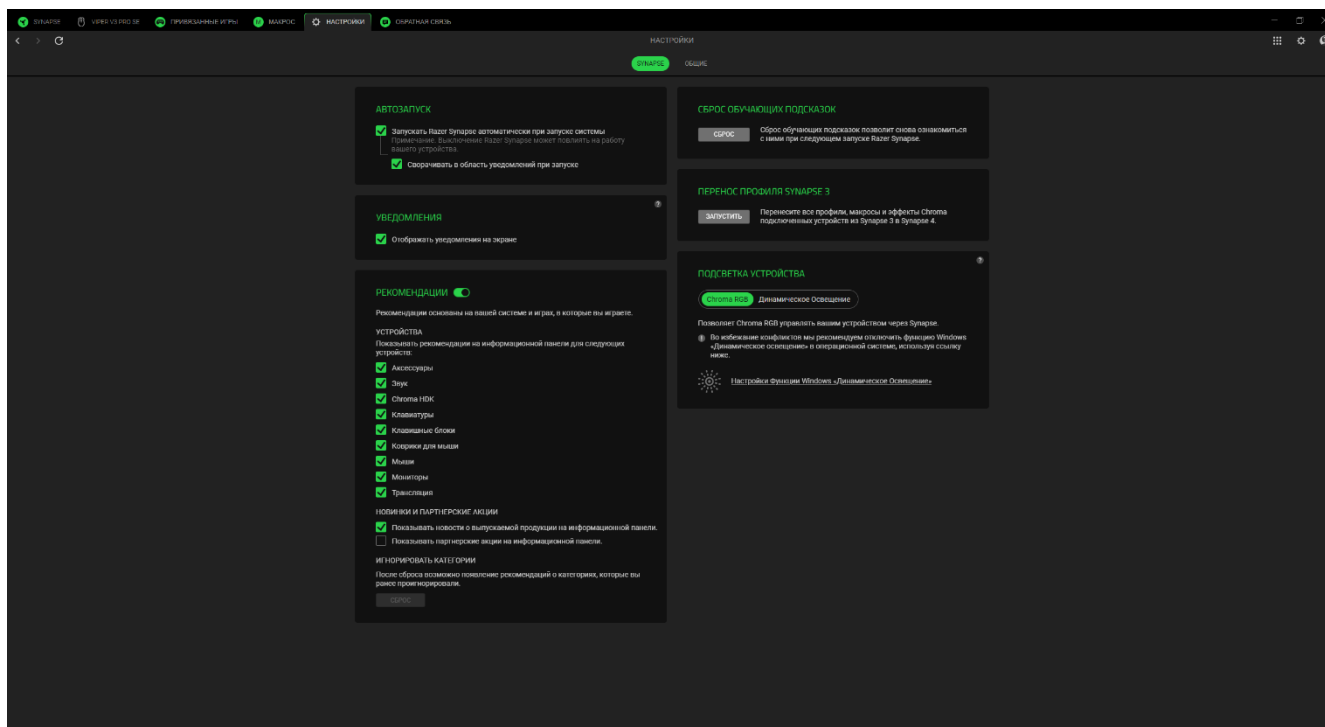 SYNAPSE
VIPER V3 PRO SE
ПРИВЯЗАННЫЕ ИГРЫ
МАКРОС
НАСТРОЙКИ
ОБРАТНАЯ СВЯЗЬ
НАСТРОЙКИ
SYNAPSE
ОБЩИЕ
АВТОЗАПУСК
Запускать Razer Synapse автоматически при запуске системы
Примечание. Выключение Razer Synapse может повлиять на работу
вашего устройства.
Сворачивать в область уведомлений при запуске
УВЕДОМЛЕНИЯ
Отображать уведомления на экране
РЕКОМЕНДАЦИИ
Рекомендации основаны на вашей системе и играх, в которые вы играете.
УСТРОЙСТВА
Показывать рекомендации на информационной панели для следующих
устройств:
Аксессуары
Звук
Chroma HDK
Клавиатуры
Клавишные блоки
Коврики для мыши
Мыши
Мониторы
Трансляция
НОВИНКИ И ПАРТНЕРСКИЕ АКЦИИ
Показывать новости о выпускаемой продукции на информационной панели.
Показывать партнерские акции на информационной панели.
ИГНОРИРОВАТЬ КАТЕГОРИИ
После сброса возможно появление рекомендаций о категориях, которые вы
ранее проигнорировали.
СБРОС
СБРОС ОБУЧАЮЩИХ ПОДСКАЗОК
СБРОС
Сброс обучающих подсказок позволит снова ознакомиться
с ними при следующем запуске Razer Synapse.
ПЕРЕНОС ПРОФИЛЯ SYNAPSE 3
ЗАПУСТИТЬ
Перенесите все профили, макросы и эффекты Chroma
подключенных устройств из Synapse 3 в Synapse 4.
ПОДСВЕТКА УСТРОЙСТВА
Chroma RGB
Динамическое Освещение
Позволяет Chroma RGB управлять вашим устройством через Synapse.
Во избежание конфликтов мы рекомендуем отключить функцию Windows
«Динамическое освещение» в операционной системе, используя ссылку
ниже.
Настройки Функции Windows «Динамическое Освещение»